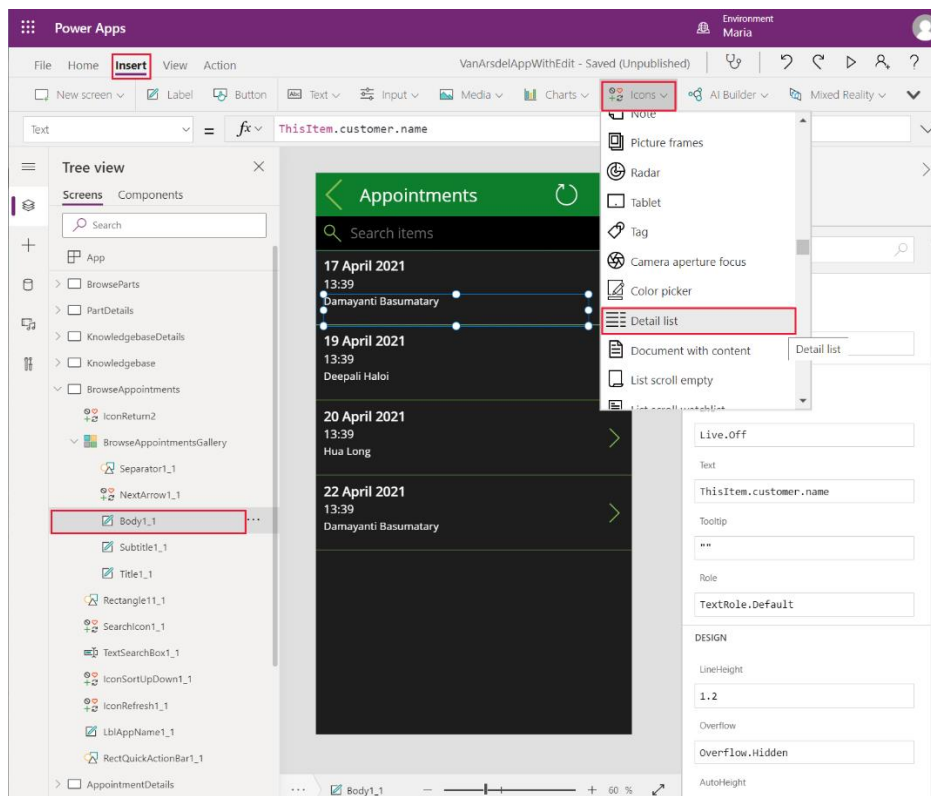 Power Apps
Environment
Maria
File Home Insert View Action
VanArsdelAppWithEdit - Saved (Unpublished)
?
New screen Label Button Abc Text Input Media Charts Icons AI Builder Mixed Reality
Text = fx ThisItem.customer.name
Tree view
Screens Components
Search
App
BrowseParts
PartDetails
KnowledgebaseDetails
Knowledgebase
BrowseAppointments
IconReturn2
BrowseAppointmentsGallery
Separator1_1
NextArrow1_1
Body1_1 ...
Subtitle1_1
Title1_1
Rectangle11_1
SearchIcon1_1
TextSearchBox1_1
IconSortUpDown1_1
IconRefresh1_1
LblAppName1_1
RectQuickActionBar1_1
AppointmentDetails
Appointments
Search items
17 April 2021
13:39
Damayanti Basumatary
19 April 2021
13:39
Deepali Haloi
20 April 2021
13:39
Hua Long
22 April 2021
13:39
Damayanti Basumatary
Note
Picture frames
Radar
Tablet
Tag
Camera aperture focus
Color picker
Detail list
Document with content
List scroll empty
List scroll watchlist
Detail list
Live.Off
Text
ThisItem.customer.name
Tooltip
""
Role
TextRole.Default
DESIGN
LineHeight
1.2
Overflow
Overflow.Hidden
AutoHeight
... Body1_1 − + 60 %